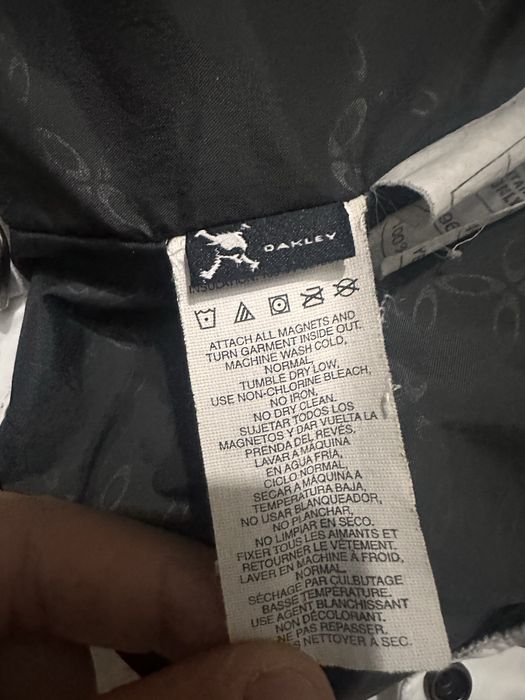 OAKLEY
INSULATION
ATTACH ALL MAGNETS AND
TURN GARMENT INSIDE OUT.
MACHINE WASH COLD,
NORMAL,
TUMBLE DRY LOW,
USE NON-CHLORINE BLEACH,
NO IRON,
NO DRY CLEAN.
SUJETAR TODOS LOS
MAGNETOS Y DAR VUELTA LA
PRENDA DEL REVÉS.
LAVAR A MÁQUINA
EN AGUA FRÍA,
CICLO NORMAL,
SECAR A MÁQUINA A
TEMPERATURA BAJA,
NO USAR BLANQUEADOR,
NO PLANCHAR,
NO LIMPIAR EN SECO.
FIXER TOUS LES AIMANTS ET
RETOURNER LE VÊTEMENT.
LAVER EN MACHINE À FROID,
NORMAL.
SÉCHAGE PAR CULBUTAGE
BASSE TEMPÉRATURE.
USE AGENT BLANCHISSANT
NON DÉCOLORANT.
NE PAS REPASSER.
NETTOYER À SEC.
100%